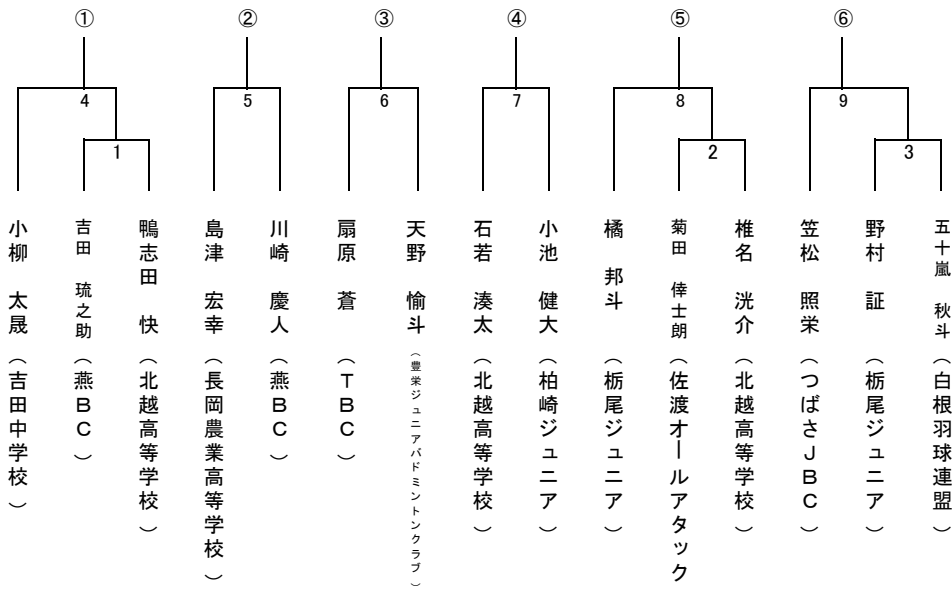 ① ② ③ ④ ⑤ ⑥
4 5 6 7 8 9
1 2 3
小柳 太晟 （吉田中学校）
吉田 琉之助 （燕ＢＣ）
鴨志田 快 （北越高等学校）
島津 宏幸 （長岡農業高等学校）
川崎 慶人 （燕ＢＣ）
扇原 蒼 （ＴＢＣ）
天野 愉斗 （豊栄ジュニアバドミントンクラブ）
石若 湊太 （北越高等学校）
小池 健大 （柏崎ジュニア）
橘 邦斗 （栃尾ジュニア）
菊田 倖士朗 （佐渡オールアタック
椎名 洸介 （北越高等学校）
笠松 照栄 （つばさＪＢＣ）
野村 証 （栃尾ジュニア）
五十嵐 秋斗 （白根羽球連盟）